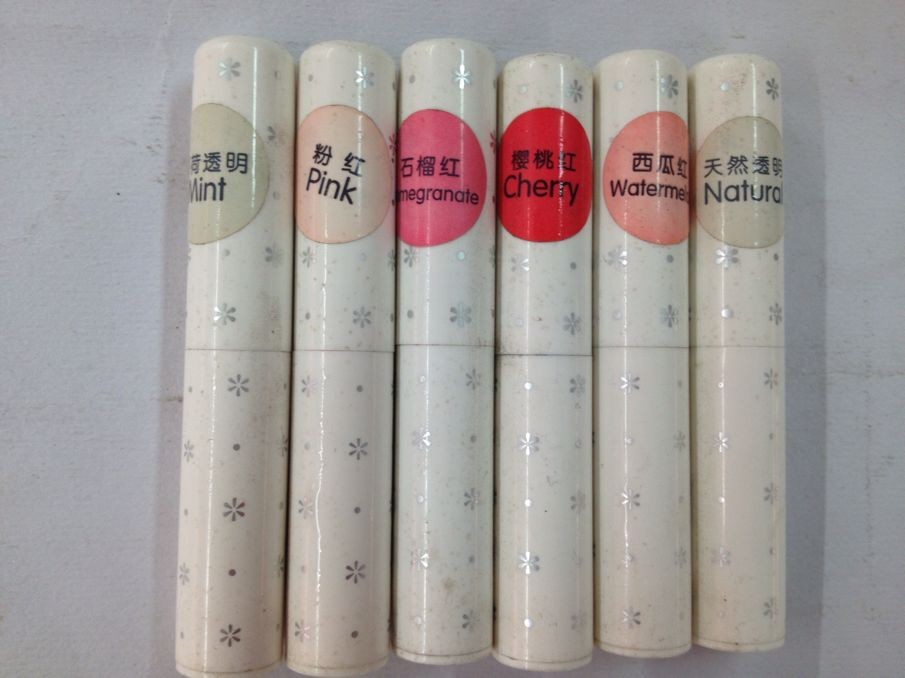 荷透明
Mint
粉红
Pink
石榴红
megranate
樱桃红
Cherry
西瓜红
Watermel
天然透明
Natural